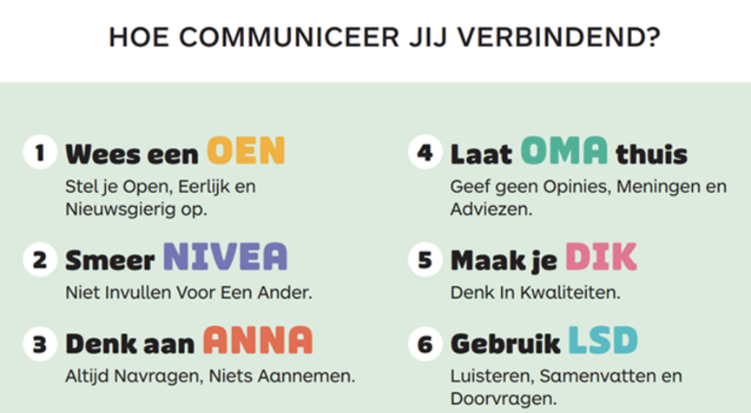 HOE COMMUNICEER JIJ VERBINDEND?
1 Wees een OEN
Stel je Open, Eerlijk en
Nieuwsgierig op.
2 Smeer NIVEA
Niet Invullen Voor Een Ander.
3 Denk aan ANNA
Altijd Navragen, Niets Aannemen.
4 Laat OMA thuis
Geef geen Opinies, Meningen en
Adviezen.
5 Maak je DIK
Denk In Kwaliteiten.
6 Gebruik LSD
Luisteren, Samenvatten en
Doorvragen.